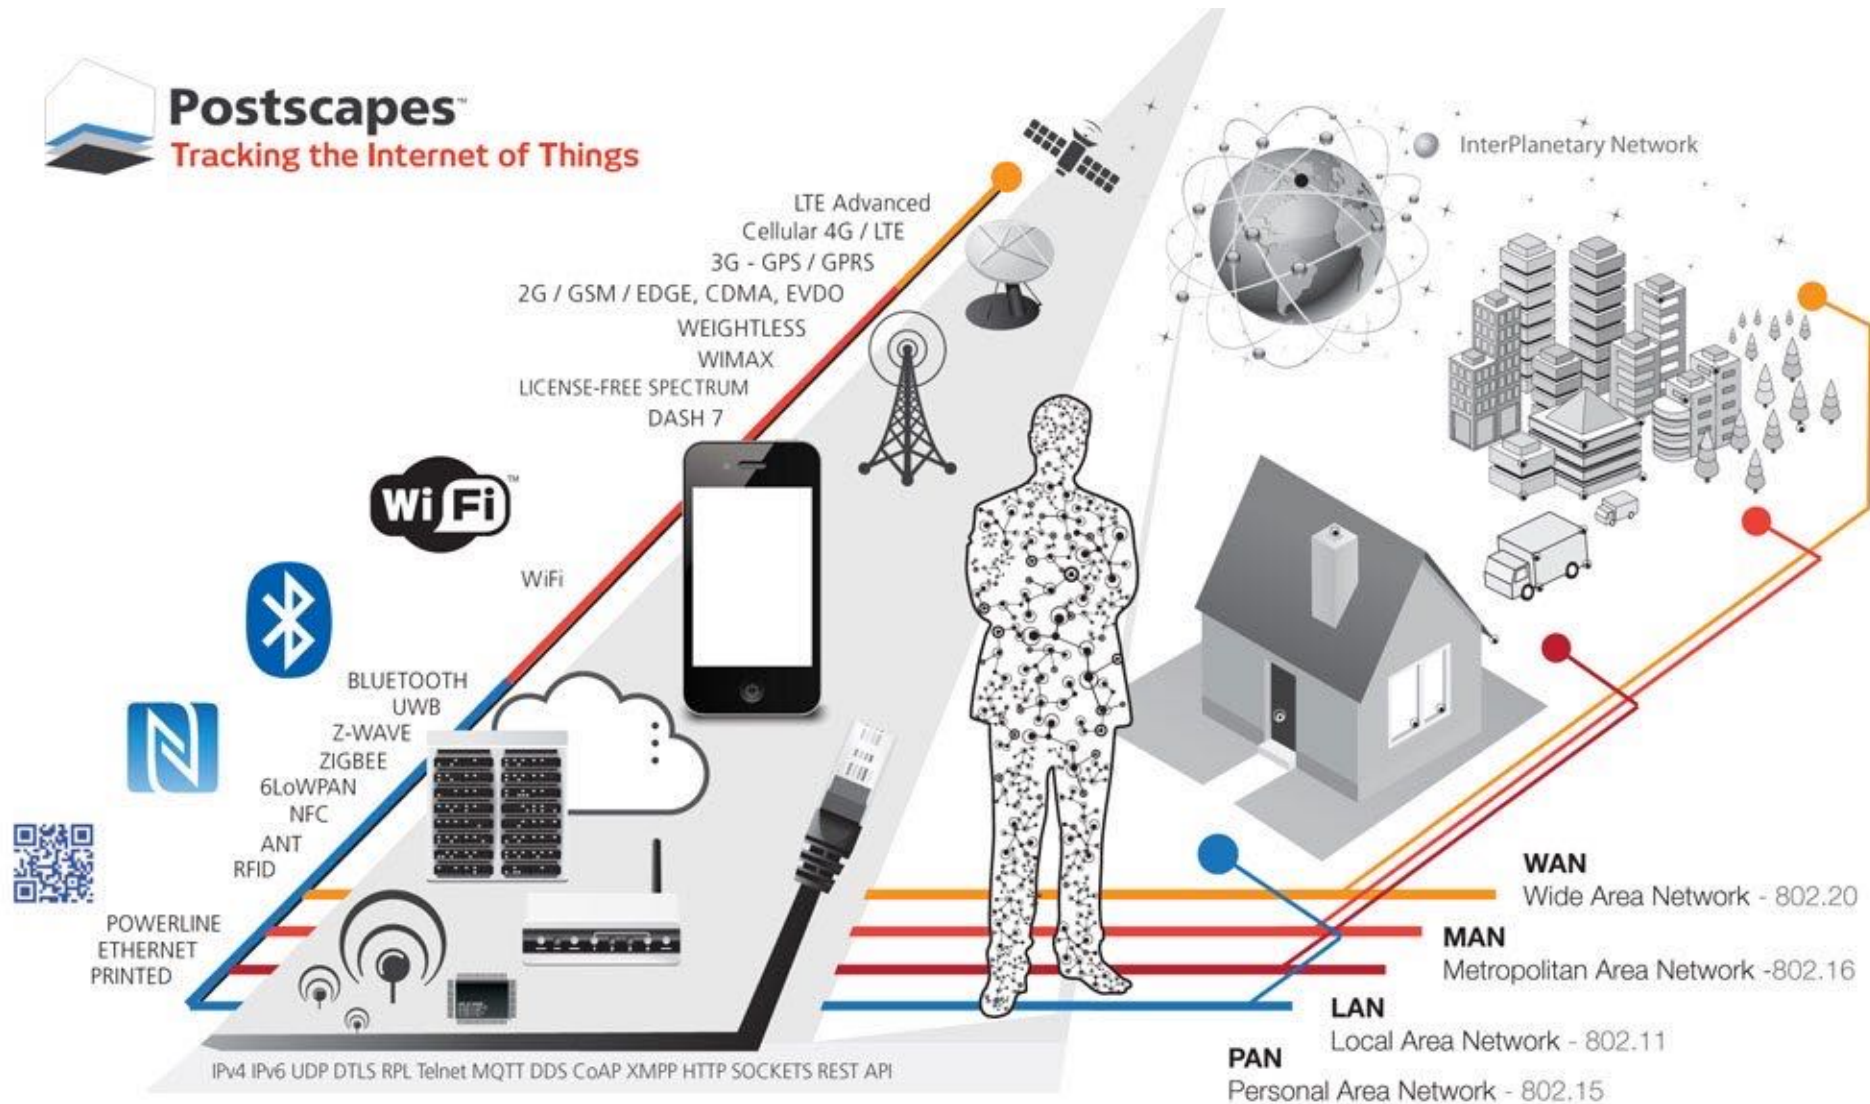 Postscapes™
Tracking the Internet of Things
InterPlanetary Network
LTE Advanced
Cellular 4G / LTE
3G - GPS / GPRS
2G / GSM / EDGE, CDMA, EVDO
WEIGHTLESS
WIMAX
LICENSE-FREE SPECTRUM
DASH 7
Wi Fi™
WiFi
BLUETOOTH
UWB
Z-WAVE
ZIGBEE
6LoWPAN
NFC
ANT
RFID
POWERLINE
ETHERNET
PRINTED
WAN
Wide Area Network - 802.20
MAN
Metropolitan Area Network -802.16
LAN
Local Area Network - 802.11
PAN
Personal Area Network - 802.15
IPv4 IPv6 UDP DTLS RPL Telnet MQTT DDS CoAP XMPP HTTP SOCKETS REST API